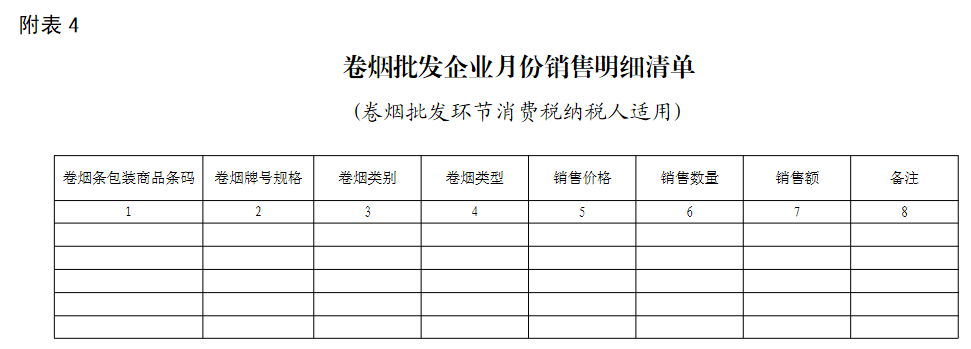 附表 4
卷烟批发企业月份销售明细清单
(卷烟批发环节消费税纳税人适用)
卷烟条包装商品条码 卷烟牌号规格 卷烟类别 卷烟类型 销售价格 销售数量 销售额 备注
1 2 3 4 5 6 7 8